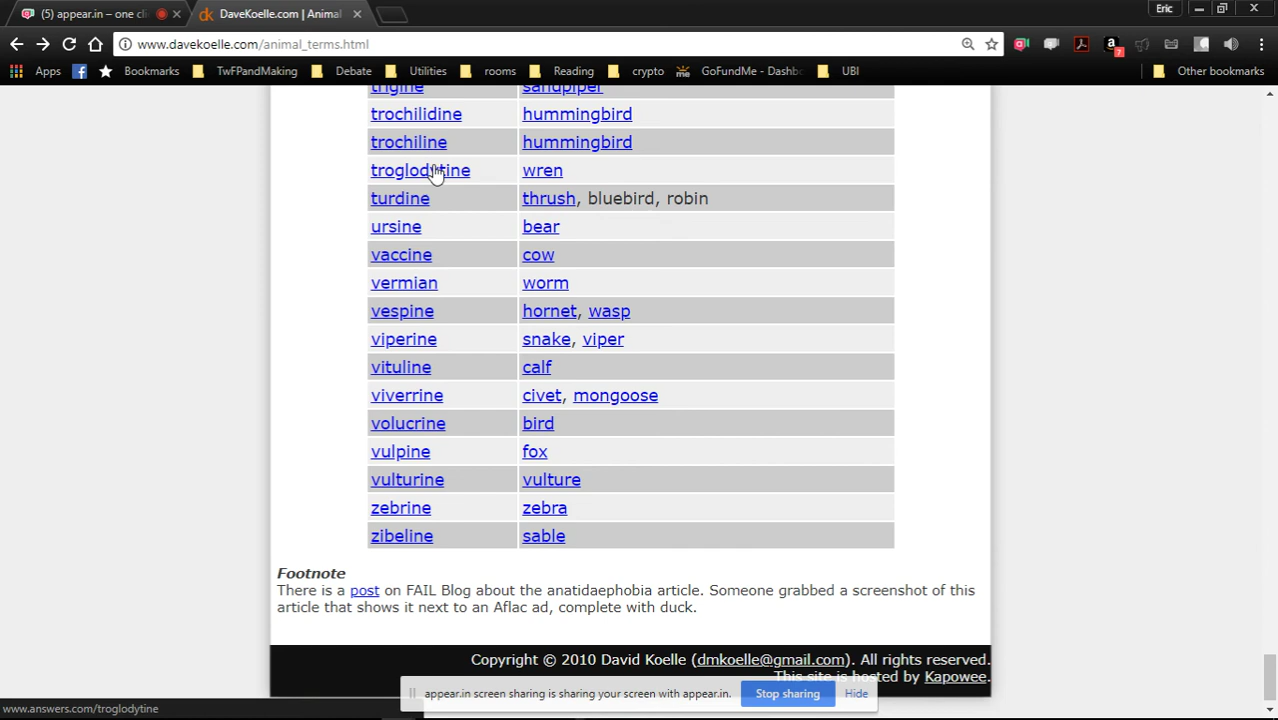 (5) appear.in – one cli
DaveKoelle.com | Animal
Eric
www.davekoelle.com/animal_terms.html
7
Apps
Bookmarks
TwFPandMaking
Debate
Utilities
rooms
Reading
crypto
me GoFundMe - Dashbo
UBI
Other bookmarks
trigine sandpiper
trochilidine hummingbird
trochiline hummingbird
troglodytine wren
turdine thrush, bluebird, robin
ursine bear
vaccine cow
vermian worm
vespine hornet, wasp
viperine snake, viper
vituline calf
viverrine civet, mongoose
volucrine bird
vulpine fox
vulturine vulture
zebrine zebra
zibeline sable
Footnote
There is a post on FAIL Blog about the anatidaephobia article. Someone grabbed a screenshot of this
article that shows it next to an Aflac ad, complete with duck.
Copyright © 2010 David Koelle (dmkoelle@gmail.com). All rights reserved.
This site is hosted by Kapowee.
appear.in screen sharing is sharing your screen with appear.in. Stop sharing Hide
www.answers.com/troglodytine